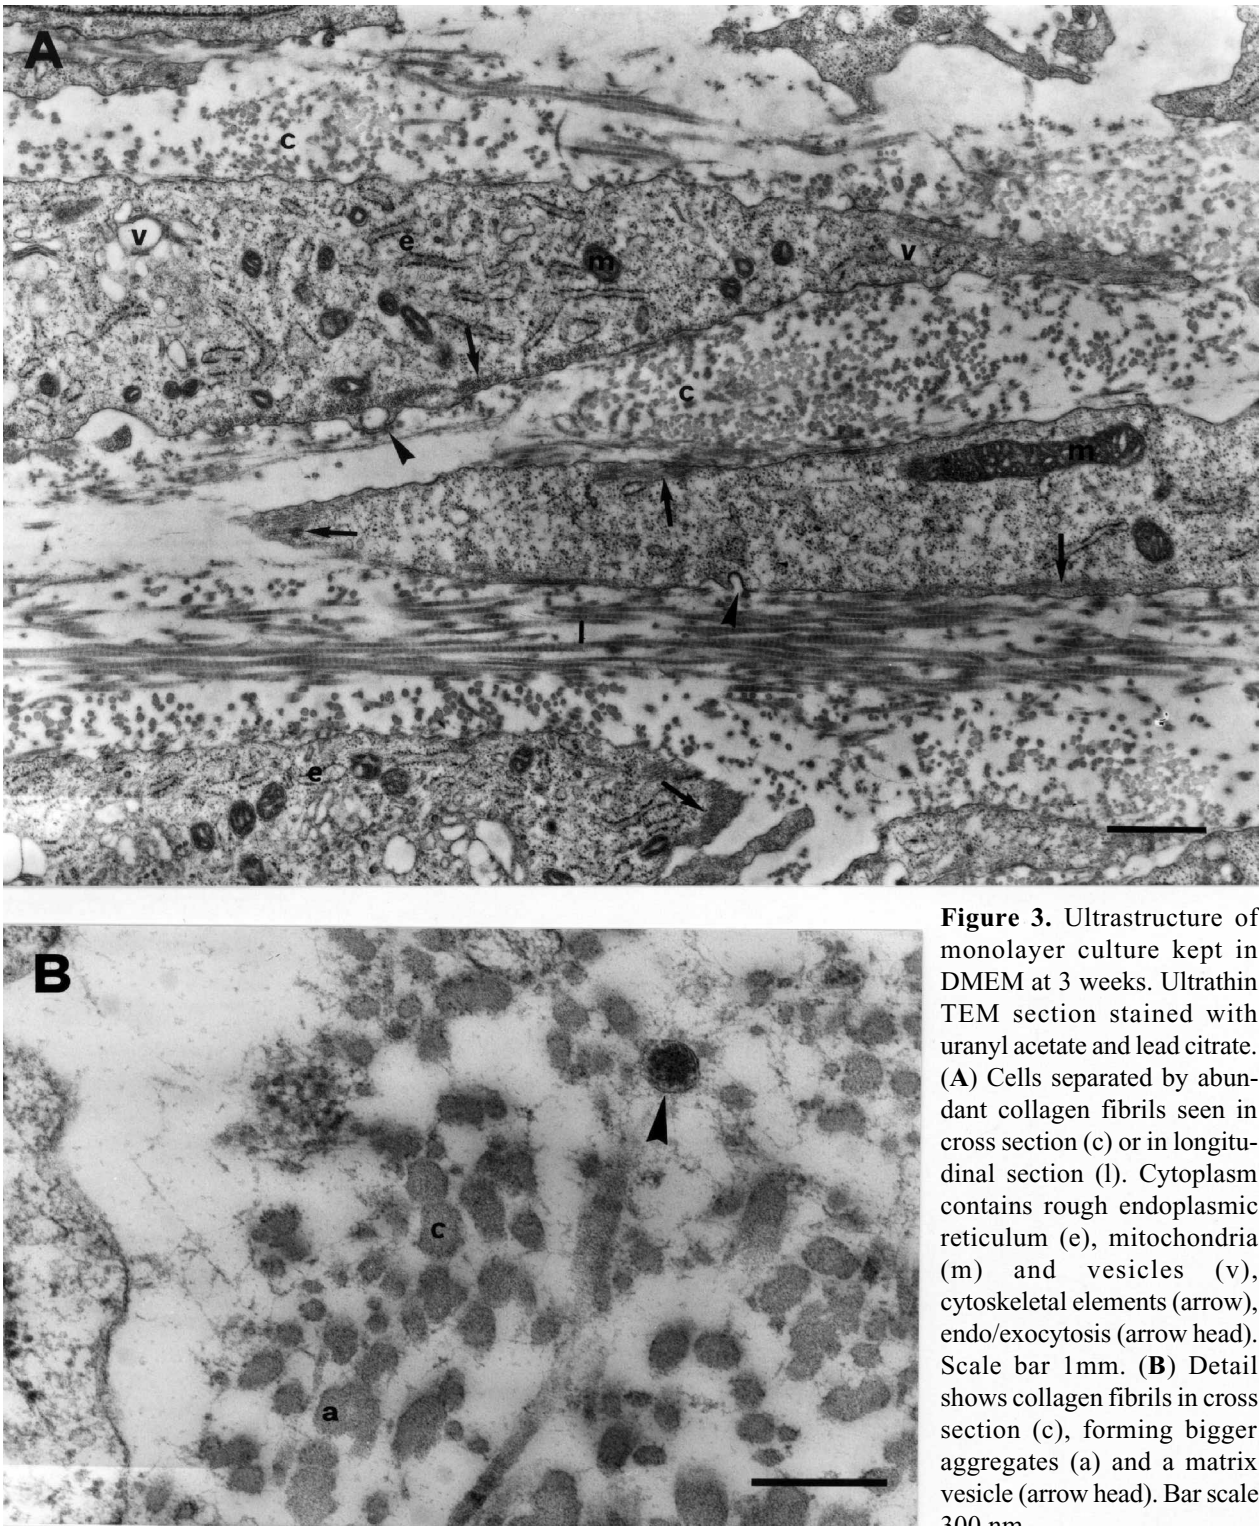 A
c
c
v
e
m
v
c
m
l
e
B
c
a
Figure 3. Ultrastructure of
monolayer culture kept in
DMEM at 3 weeks. Ultrathin
TEM section stained with
uranyl acetate and lead citrate.
(A) Cells separated by abun-
dant collagen fibrils seen in
cross section (c) or in longitu-
dinal section (l). Cytoplasm
contains rough endoplasmic
reticulum (e), mitochondria
(m) and vesicles (v),
cytoskeletal elements (arrow),
endo/exocytosis (arrow head).
Scale bar 1mm. (B) Detail
shows collagen fibrils in cross
section (c), forming bigger
aggregates (a) and a matrix
vesicle (arrow head). Bar scale
300 nm